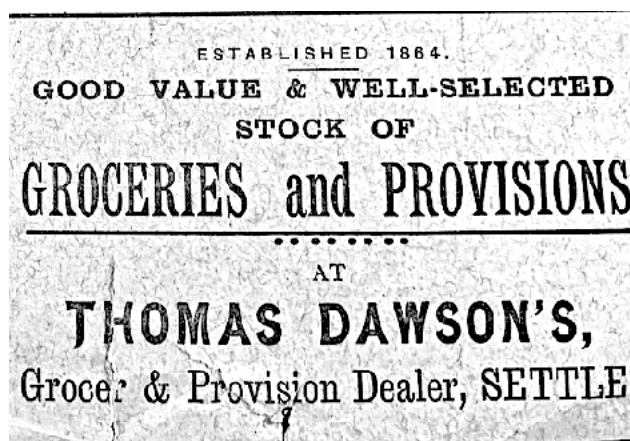 ESTABLISHED 1864.
GOOD VALUE & WELL-SELECTED
STOCK OF
GROCERIES and PROVISIONS
AT
THOMAS DAWSON'S,
Grocer & Provision Dealer, SETTLE